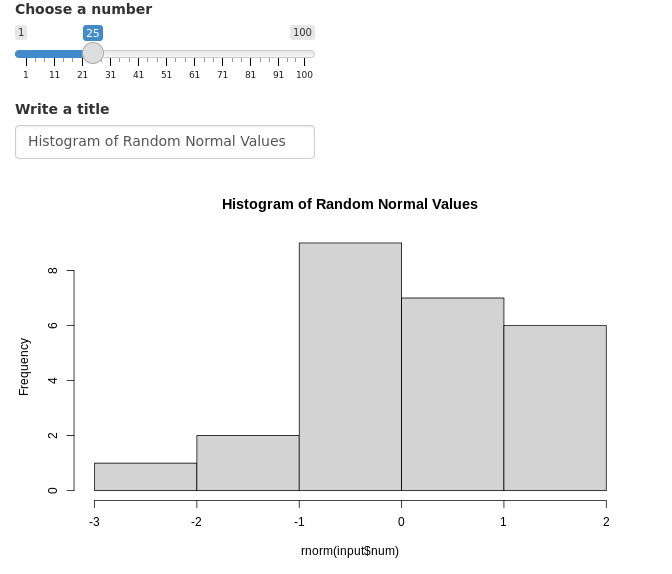 Choose a number
1 25 100
1 11 21 31 41 51 61 71 81 91 100
Write a title
Histogram of Random Normal Values
Histogram of Random Normal Values
8
6
4
2
0
Frequency
-3 -2 -1 0 1 2
rnorm(input$num)